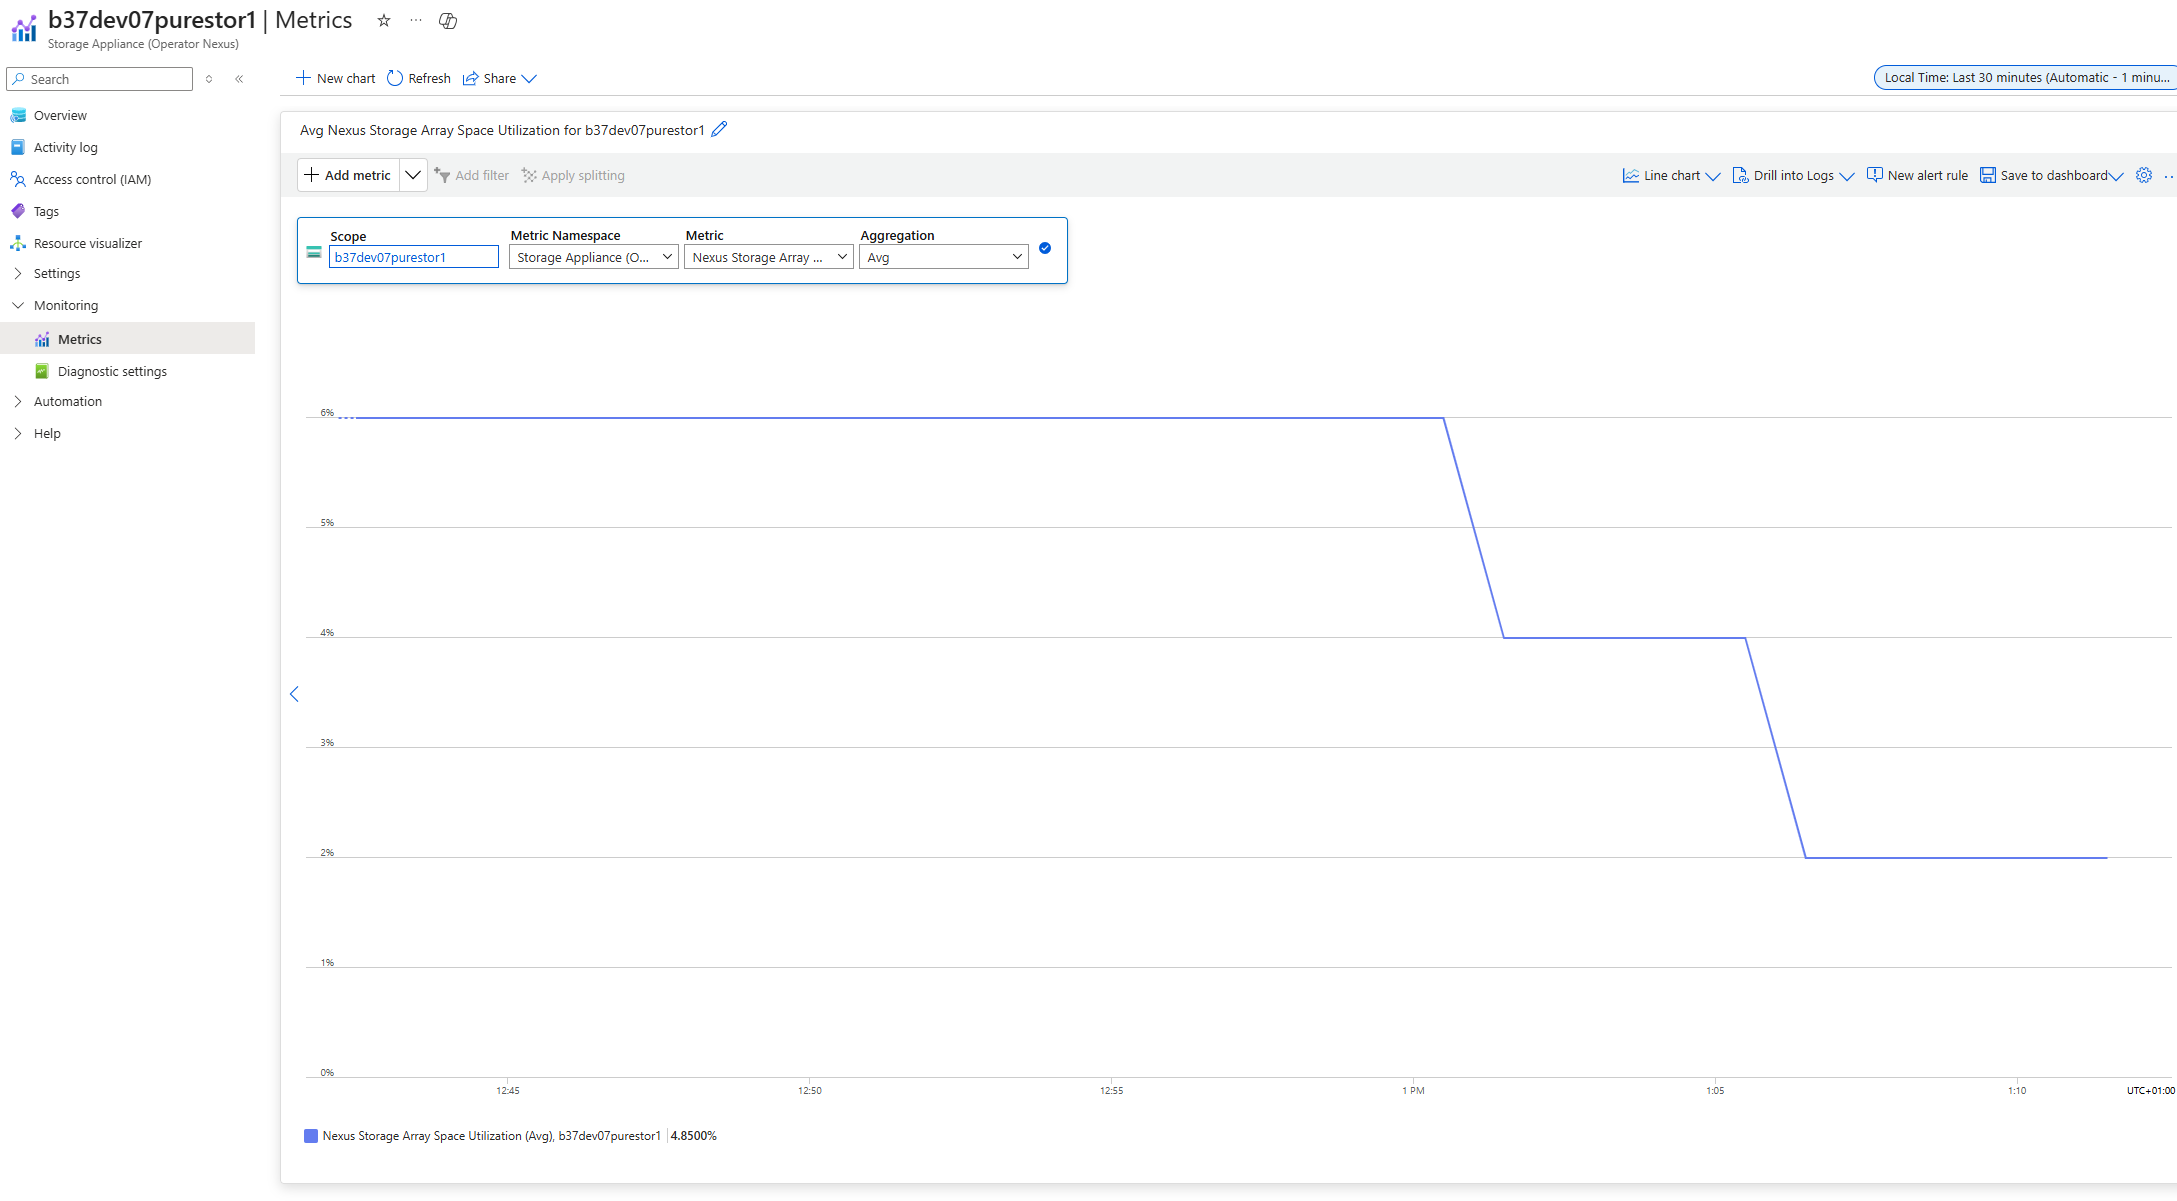 b37dev07purestor1 | Metrics
Storage Appliance (Operator Nexus)
Search
Overview
Activity log
Access control (IAM)
Tags
Resource visualizer
Settings
Monitoring
Metrics
Diagnostic settings
Automation
Help
New chart Refresh Share
Local Time: Last 30 minutes (Automatic - 1 minu...
Avg Nexus Storage Array Space Utilization for b37dev07purestor1
Add metric Add filter Apply splitting
Line chart Drill into Logs New alert rule Save to dashboard
Scope Metric Namespace Metric Aggregation
b37dev07purestor1 Storage Appliance (O... Nexus Storage Array ... Avg
6%
5%
4%
3%
2%
1%
0%
12:45 12:50 12:55 1 PM 1:05 1:10 UTC+01:00
Nexus Storage Array Space Utilization (Avg), b37dev07purestor1 | 4.8500%